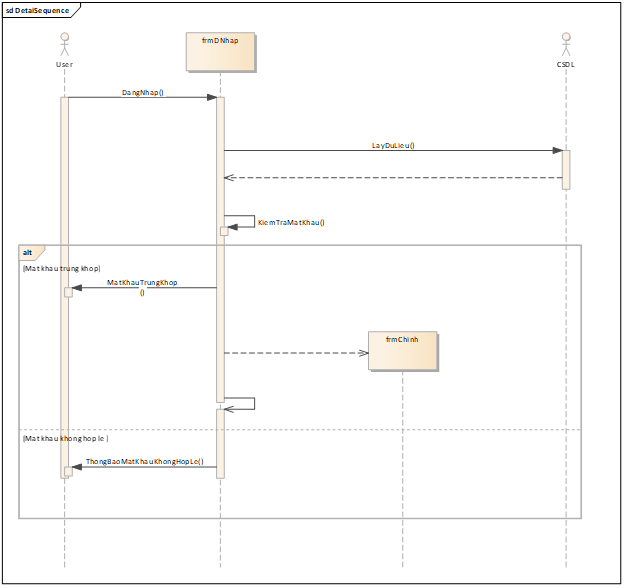 sd DetailSequence
frmDNhap
User
CSDL
DangNhap()
LayDuLieu()
KiemTraMatKhau()
alt
[Mat khau trung khop]
MatKhauTrungKhop
()
frmChinh
[Mat khau khong hop le ]
ThongBaoMatKhauKhongHopLe()